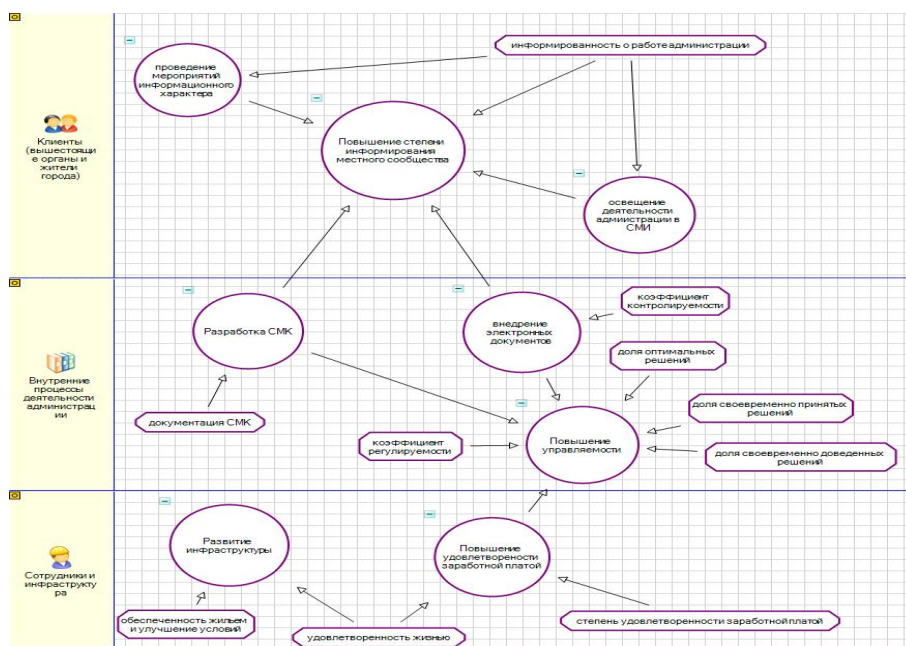 информированность о работе администрации
проведение
мероприятий
информационного
характера
Повышение степени
информирования
местного сообщества
Клиенты
(вышестоящи
е органы и
жители
города)
освещение
деятельности
админстрации в
СМИ
коэффициент
контролируемости
Разработка СМК
внедрение
электронных
документов
доля оптимальных
решений
Внутренние
процессы
деятельности
администрац
ии
доля своевременно принятых
решений
документация СМК
коэффициент
регулируемости
Повышение
управляемости
доля своевременно доведенных
решений
Развитие
инфраструктуры
Повышение
удовлетворености
заработной платой
Сотрудники и
инфраструкту
ра
обеспеченность жильем
и улучшение условий
удовлетворенность жизнью
степень удовлетворенности заработной платой